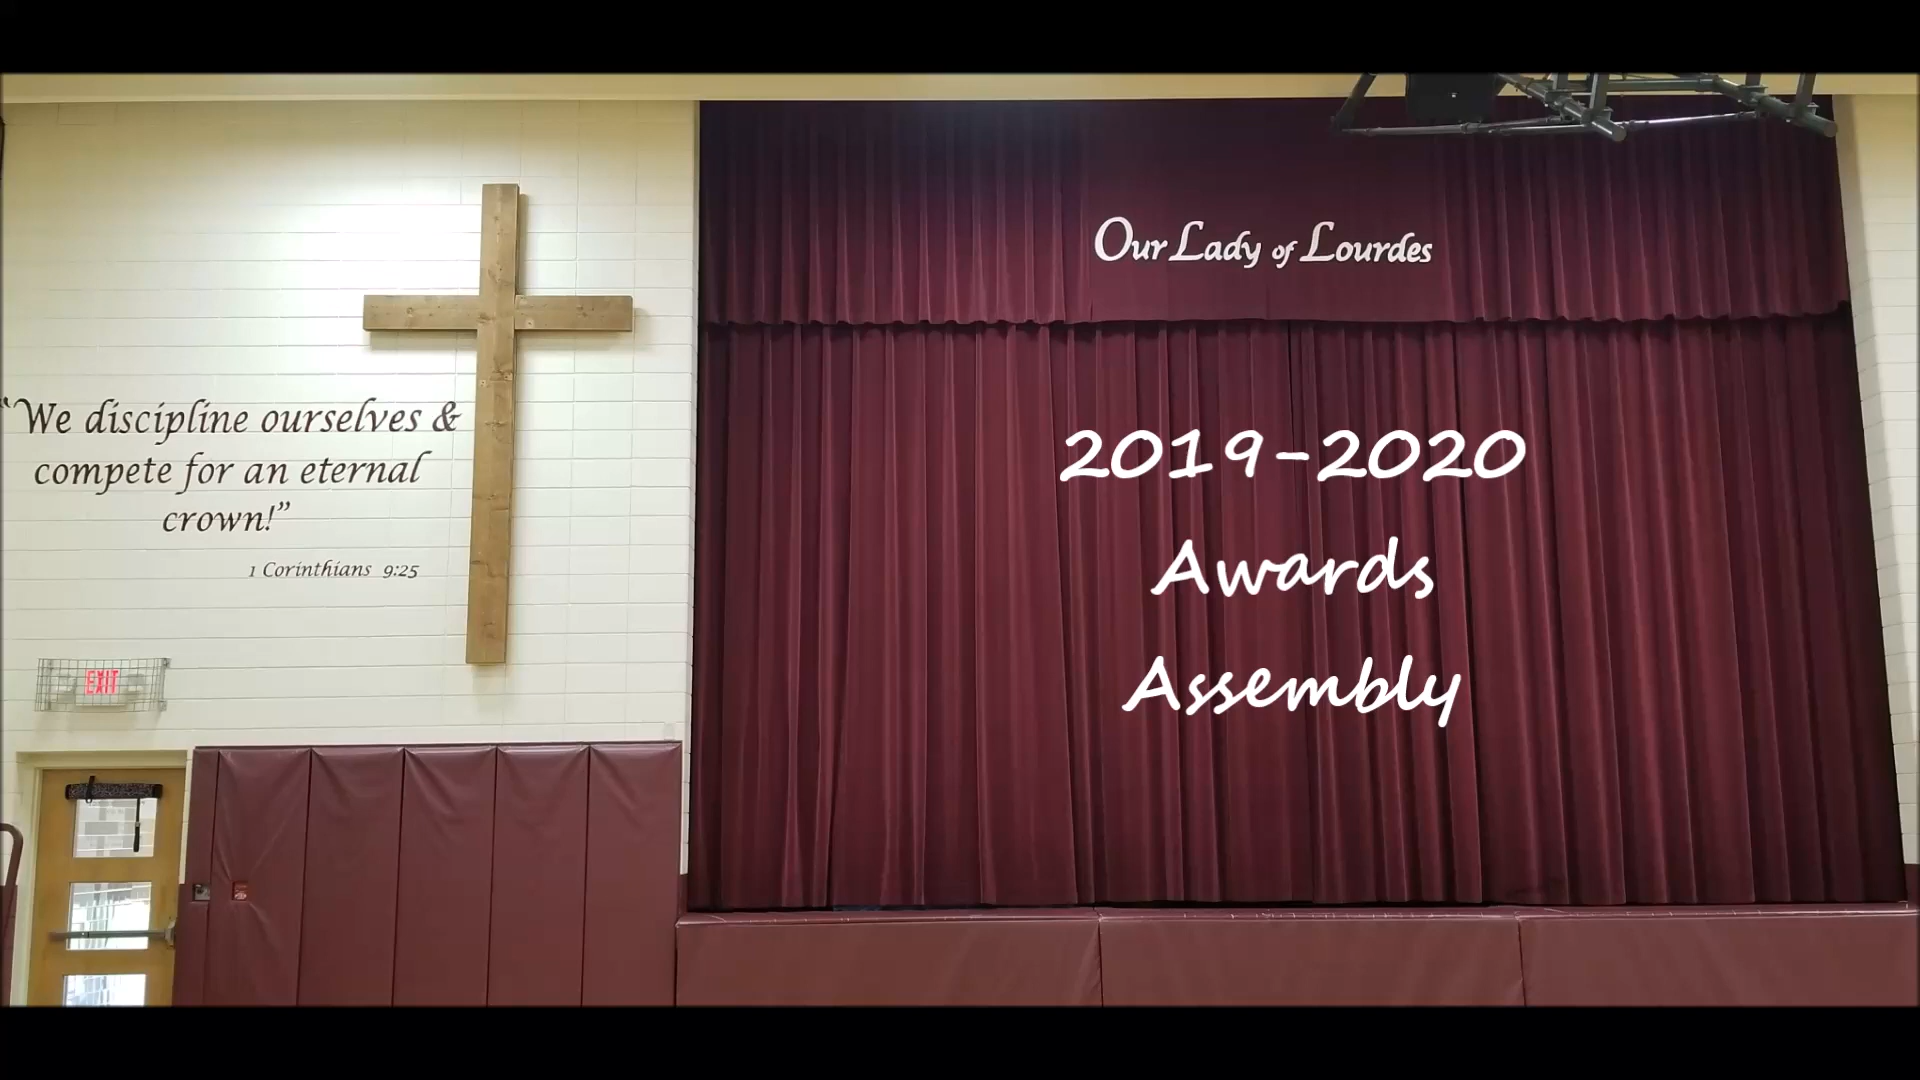 “We discipline ourselves &
compete for an eternal
crown!”
1 Corinthians 9:25
EXIT
Our Lady of Lourdes
2019-2020
Awards
Assembly